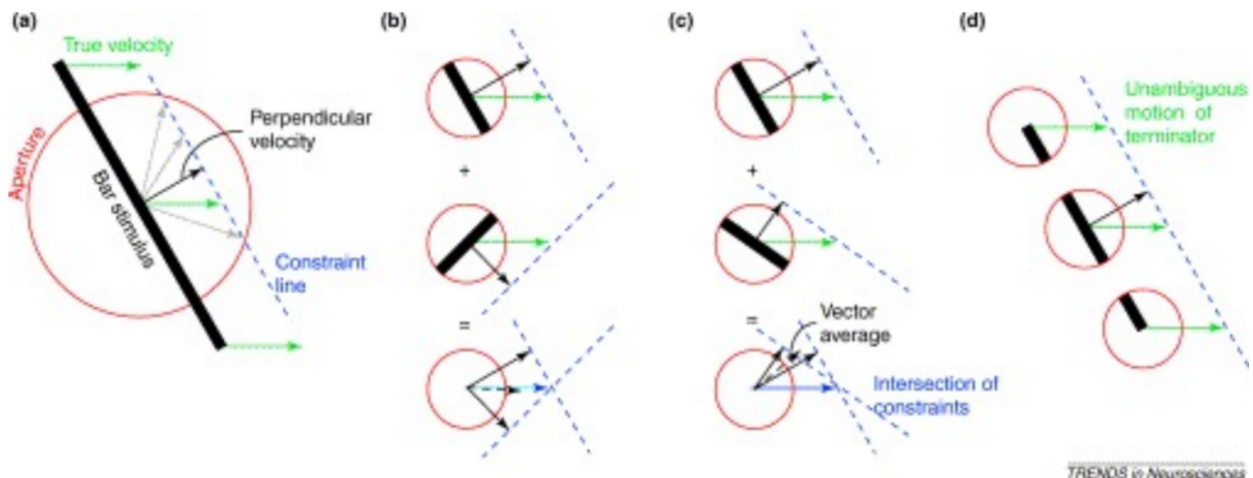 (a)
True velocity
Aperture
Bar stimulus
Perpendicular
velocity
Constraint
line
(b)
+
=
(c)
+
=
Vector
average
Intersection of
constraints
(d)
Unambiguous
motion of
terminator
TRENDS in Neurosciences